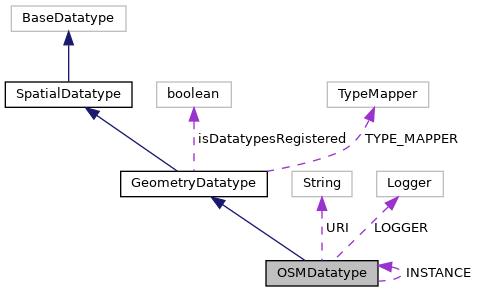 BaseDatatype
SpatialDatatype
boolean
TypeMapper
isDatatypesRegistered
TYPE_MAPPER
GeometryDatatype
String
Logger
URI
LOGGER
OSMDatatype
INSTANCE